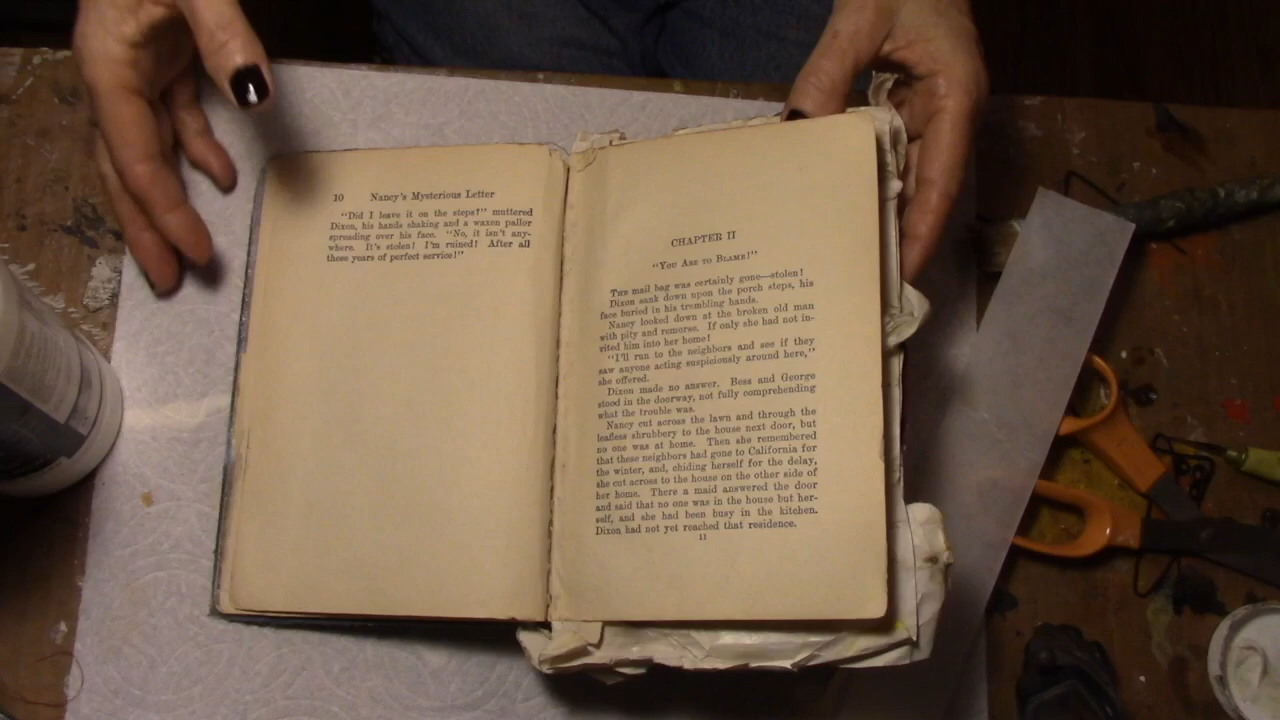 10 Nancy's Mysterious Letter
"Did I leave it on the steps?" muttered
Dixon, his hands shaking and a waxen pallor
spreading over his face. "No, it isn't any-
where. It's stolen! I'm ruined! After all
these years of perfect service!"
CHAPTER II
"You Are to Blame!"
The mail bag was certainly gone—stolen!
Dixon sank down upon the porch steps, his
face buried in his trembling hands.
Nancy looked down at the broken old man
with pity and remorse. If only she had not in-
vited him into her home!
"I'll run to the neighbors and see if they
saw anyone acting suspiciously around here,"
she offered.
Dixon made no answer. Bess and George
stood in the doorway, not fully comprehending
what the trouble was.
Nancy cut across the lawn and through the
leafless shrubbery to the house next door, but
no one was at home. Then she remembered
that these neighbors had gone to California for
the winter, and, chiding herself for the delay,
she cut across to the house on the other side of
her home. There a maid answered the door
and said that no one was in the house but her-
self, and she had been busy in the kitchen.
Dixon had not yet reached that residence.
11